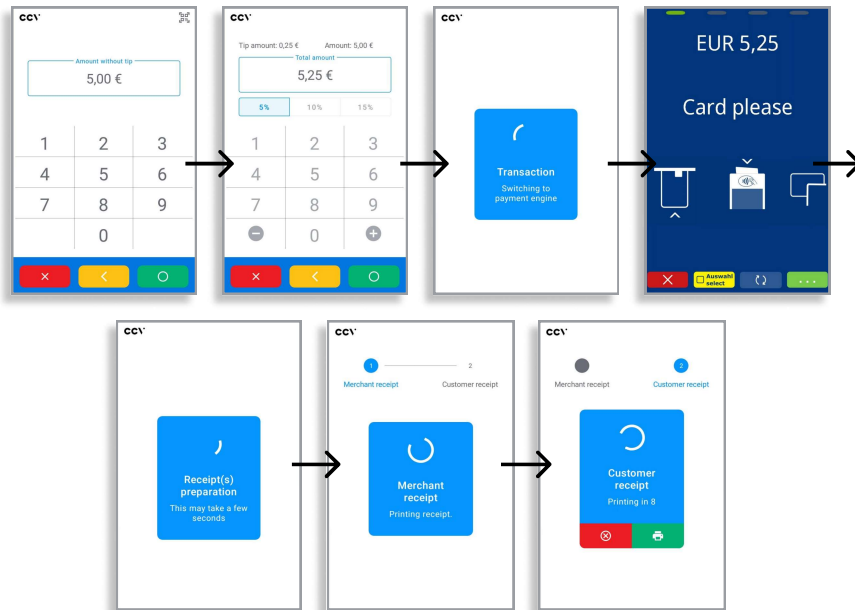 CCV
Amount without tip
5,00 €
1 2 3
4 5 6
7 8 9
0
CCV
Tip amount: 0,25 € Amount: 5,00 €
Total amount
5,25 €
5% 10% 15%
1 2 3
4 5 6
7 8 9
0
CCV
Transaction
Switching to
payment engine
EUR 5,25
Card please
Auswahl
select
...
CCV
Receipt(s)
preparation
This may take a few
seconds
CCV
1 2
Merchant receipt Customer receipt
Merchant
receipt
Printing receipt.
CCV
2
Merchant receipt Customer receipt
Customer
receipt
Printing in 8